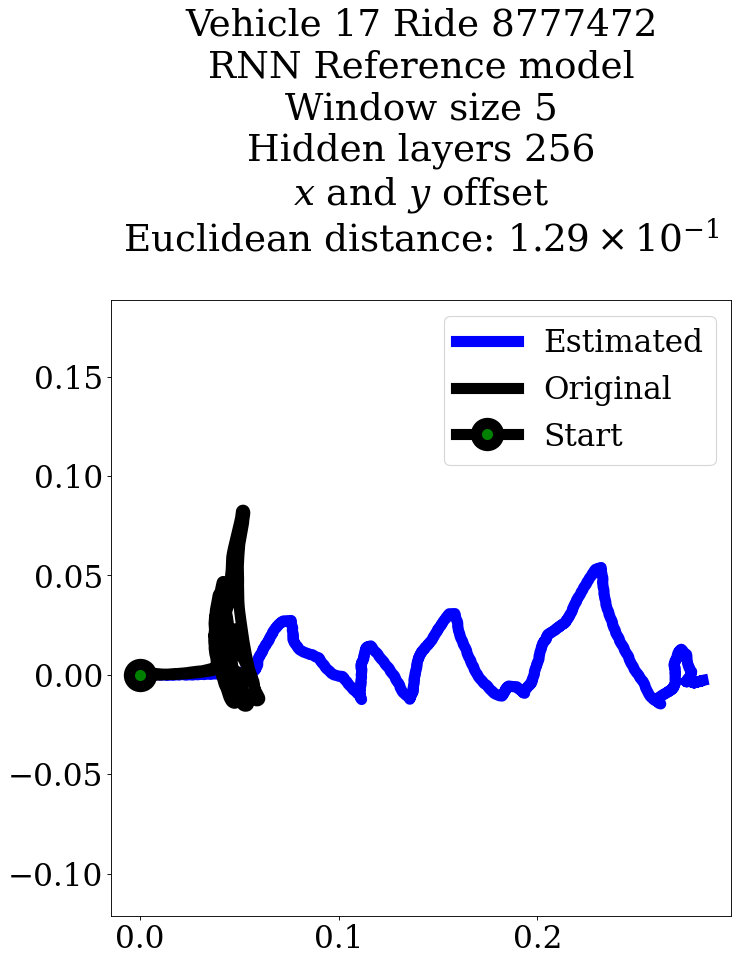 Vehicle 17 Ride 8777472
RNN Reference model
Window size 5
Hidden layers 256
x and y offset
Euclidean distance: 1.29 × 10⁻¹
Estimated
Original
Start
0.15
0.10
0.05
0.00
−0.05
−0.10
0.0 0.1 0.2